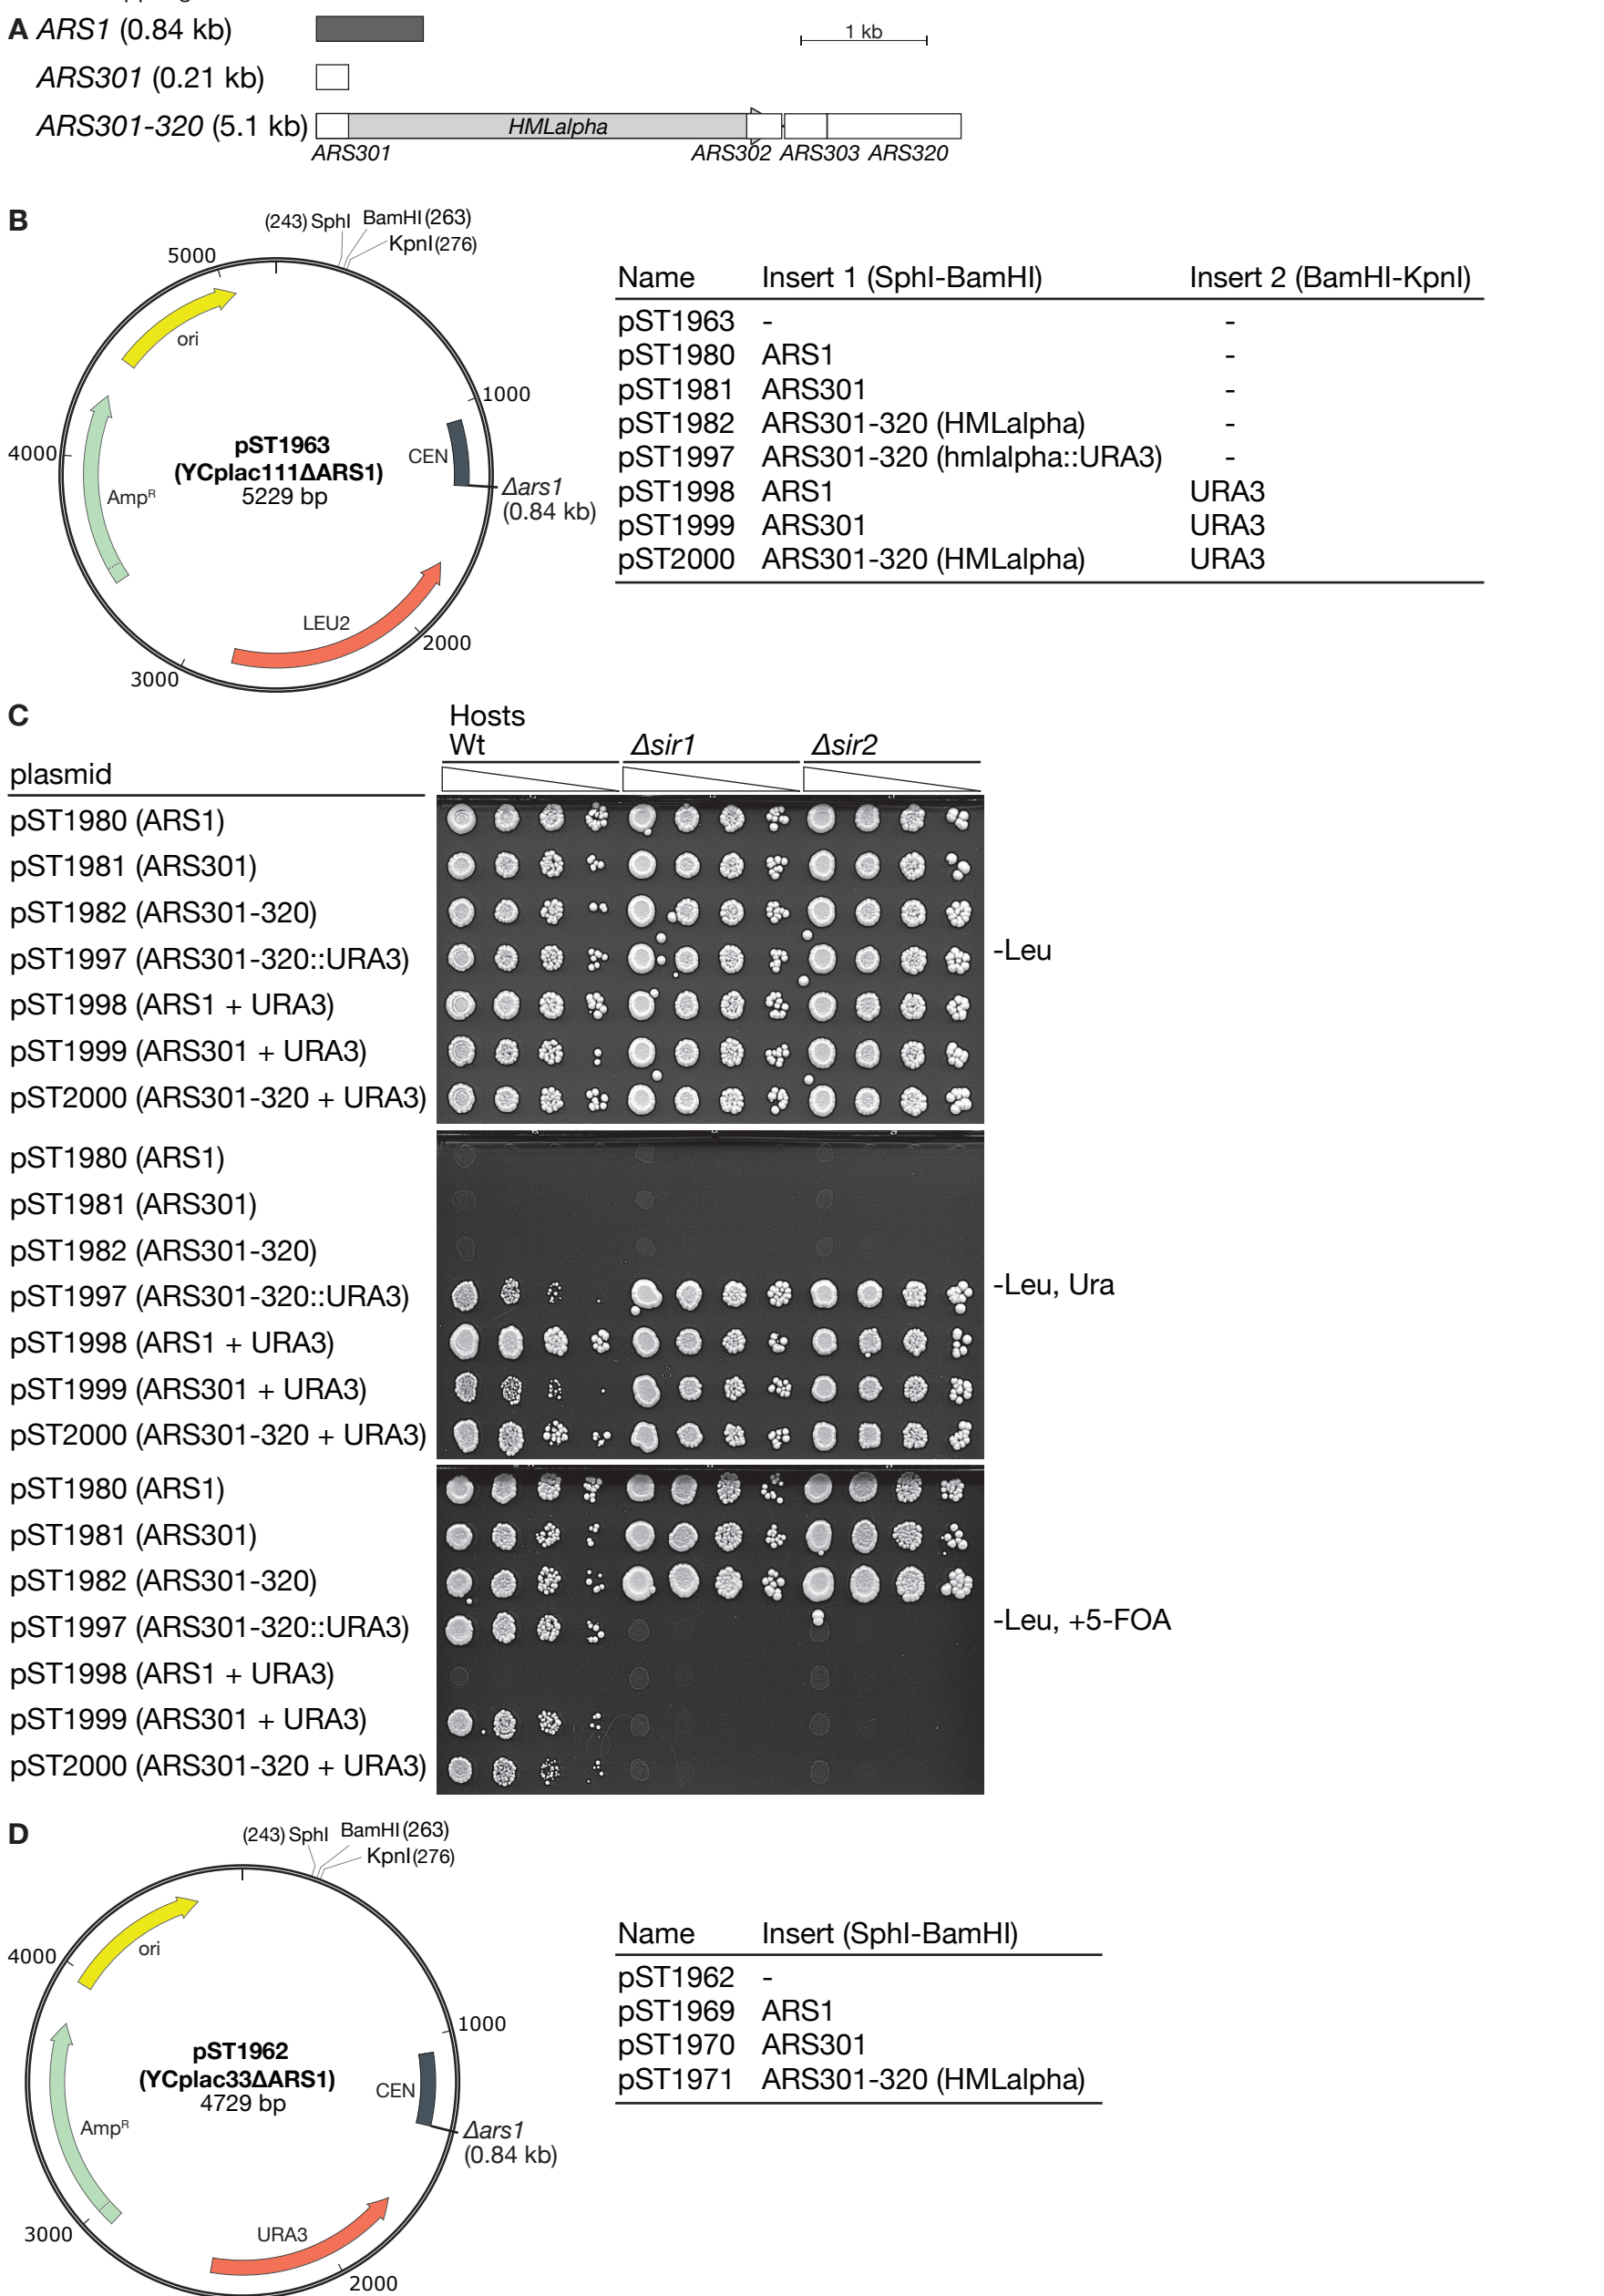 A ARS1 (0.84 kb)
1 kb
ARS301 (0.21 kb)
ARS301-320 (5.1 kb)
HMLalpha
ARS301 ARS302 ARS303 ARS320
B
(243) SphI BamHI (263)
KpnI (276)
5000
ori
1000
4000
pST1963
(YCplac111ΔARS1)
5229 bp
CEN
AmpR
Δars1
(0.84 kb)
LEU2
2000
3000
Name Insert 1 (SphI-BamHI) Insert 2 (BamHI-KpnI)
pST1963 - -
pST1980 ARS1 -
pST1981 ARS301 -
pST1982 ARS301-320 (HMLalpha) -
pST1997 ARS301-320 (hmlalpha::URA3) -
pST1998 ARS1 URA3
pST1999 ARS301 URA3
pST2000 ARS301-320 (HMLalpha) URA3
C
Hosts
Wt Δsir1 Δsir2
plasmid
pST1980 (ARS1)
pST1981 (ARS301)
pST1982 (ARS301-320)
pST1997 (ARS301-320::URA3)
pST1998 (ARS1 + URA3)
pST1999 (ARS301 + URA3)
pST2000 (ARS301-320 + URA3)
-Leu
pST1980 (ARS1)
pST1981 (ARS301)
pST1982 (ARS301-320)
pST1997 (ARS301-320::URA3)
pST1998 (ARS1 + URA3)
pST1999 (ARS301 + URA3)
pST2000 (ARS301-320 + URA3)
-Leu, Ura
pST1980 (ARS1)
pST1981 (ARS301)
pST1982 (ARS301-320)
pST1997 (ARS301-320::URA3)
pST1998 (ARS1 + URA3)
pST1999 (ARS301 + URA3)
pST2000 (ARS301-320 + URA3)
-Leu, +5-FOA
D
(243) SphI BamHI (263)
KpnI (276)
ori
4000
1000
pST1962
(YCplac33ΔARS1)
4729 bp
CEN
AmpR
Δars1
(0.84 kb)
3000
URA3
2000
Name Insert (SphI-BamHI)
pST1962 -
pST1969 ARS1
pST1970 ARS301
pST1971 ARS301-320 (HMLalpha)